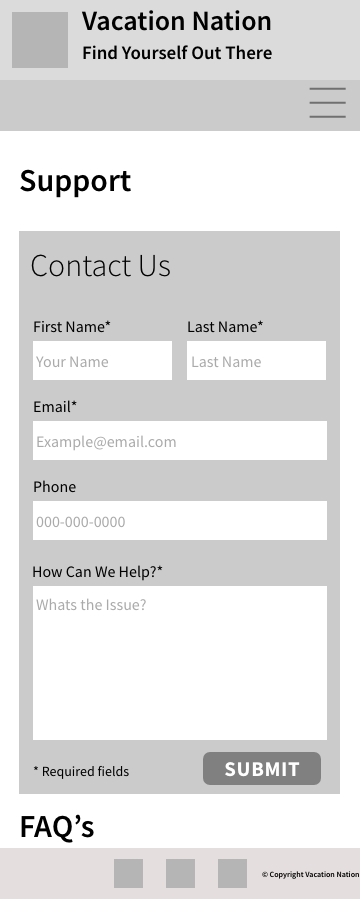 Vacation Nation
Find Yourself Out There
Support
Contact Us
First Name* Last Name*
Your Name Last Name
Email*
Example@email.com
Phone
000-000-0000
How Can We Help?*
Whats the Issue?
* Required fields SUBMIT
FAQ’s
© Copyright Vacation Nation